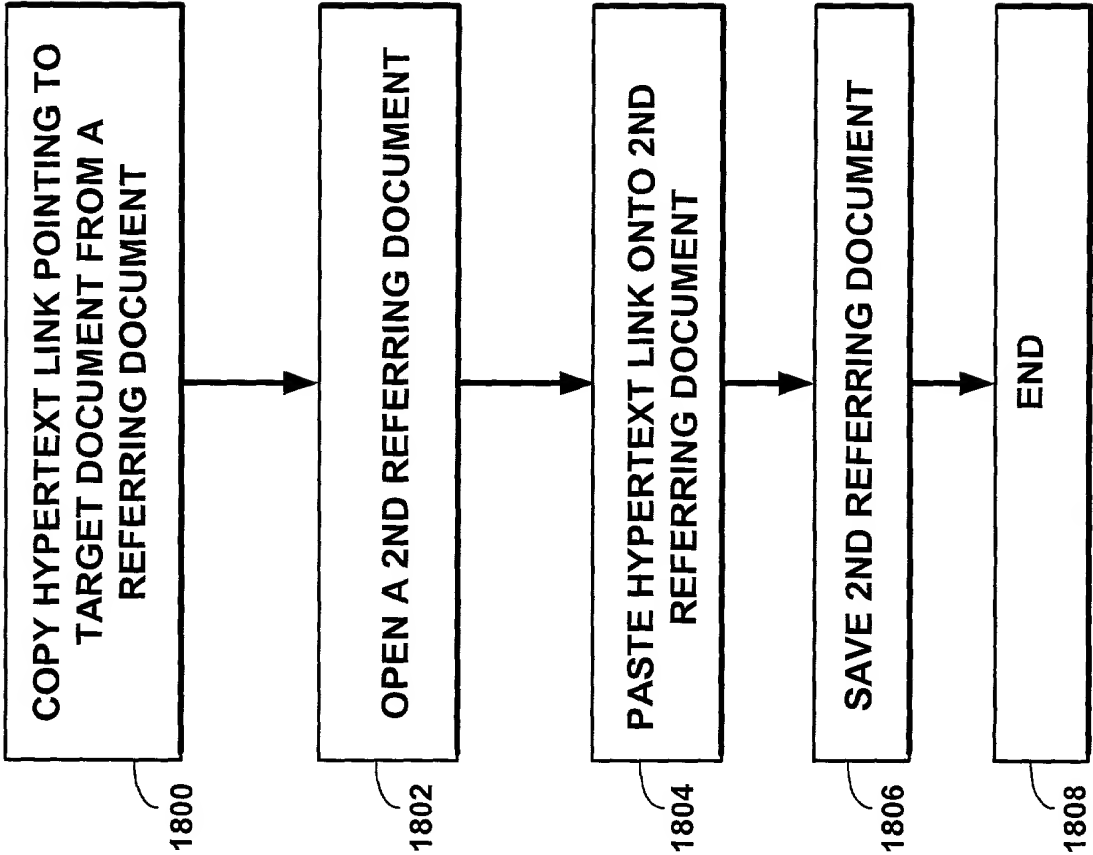 COPY HYPERTEXT LINK POINTING TO
TARGET DOCUMENT FROM A
REFERRING DOCUMENT
1800
OPEN A 2ND REFERRING DOCUMENT
1802
PASTE HYPERTEXT LINK ONTO 2ND
REFERRING DOCUMENT
1804
SAVE 2ND REFERRING DOCUMENT
1806
END
1808